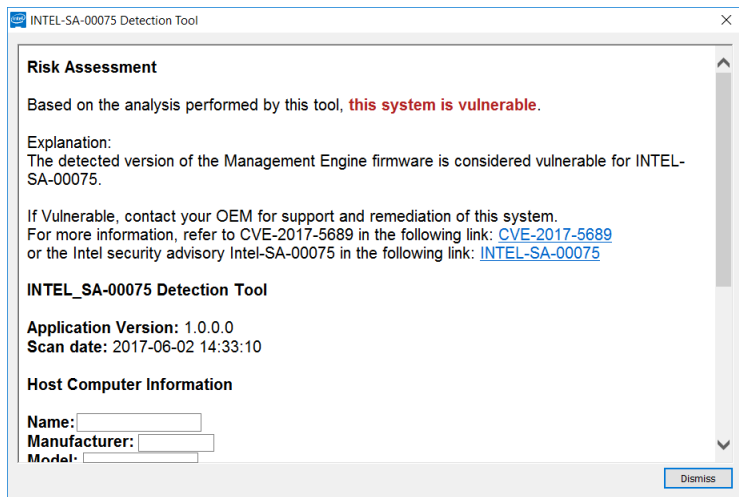 INTEL-SA-00075 Detection Tool
Risk Assessment
Based on the analysis performed by this tool, this system is vulnerable.
Explanation:
The detected version of the Management Engine firmware is considered vulnerable for INTEL-
SA-00075.
If Vulnerable, contact your OEM for support and remediation of this system.
For more information, refer to CVE-2017-5689 in the following link: CVE-2017-5689
or the Intel security advisory Intel-SA-00075 in the following link: INTEL-SA-00075
INTEL_SA-00075 Detection Tool
Application Version: 1.0.0.0
Scan date: 2017-06-02 14:33:10
Host Computer Information
Name:
Manufacturer:
Model:
Dismiss